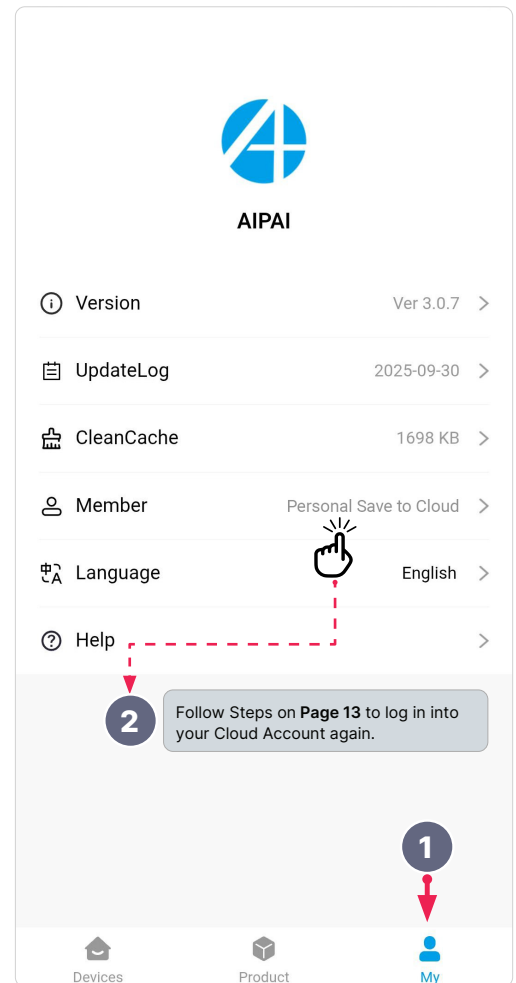 AIPAI
Version Ver 3.0.7
UpdateLog 2025-09-30
CleanCache 1698 KB
Member Personal Save to Cloud
Language English
Help
2
Follow Steps on Page 13 to log in into
your Cloud Account again.
1
Devices Product My